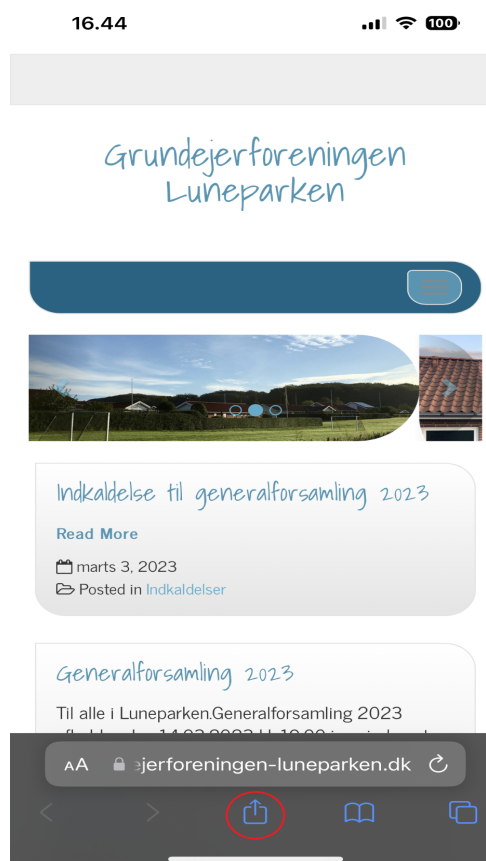 16.44
100
Grundejerforeningen
Luneparken
Indkaldelse til generalforsamling 2023
Read More
marts 3, 2023
Posted in Indkaldelser
Generalforsamling 2023
Til alle i Luneparken.Generalforsamling 2023
AA ejerforeningen-luneparken.dk